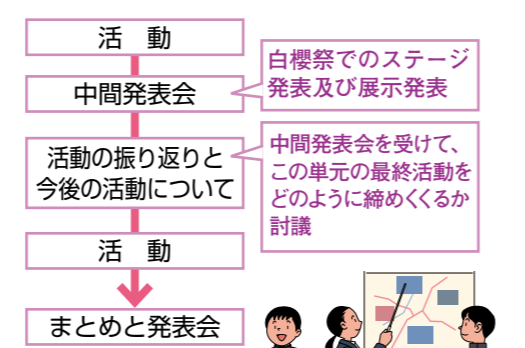 活　動
中間発表会
白櫻祭でのステージ
発表及び展示発表
活動の振り返りと
今後の活動について
中間発表会を受けて、
この単元の最終活動を
どのように締めくくるか
討議
活　動
まとめと発表会